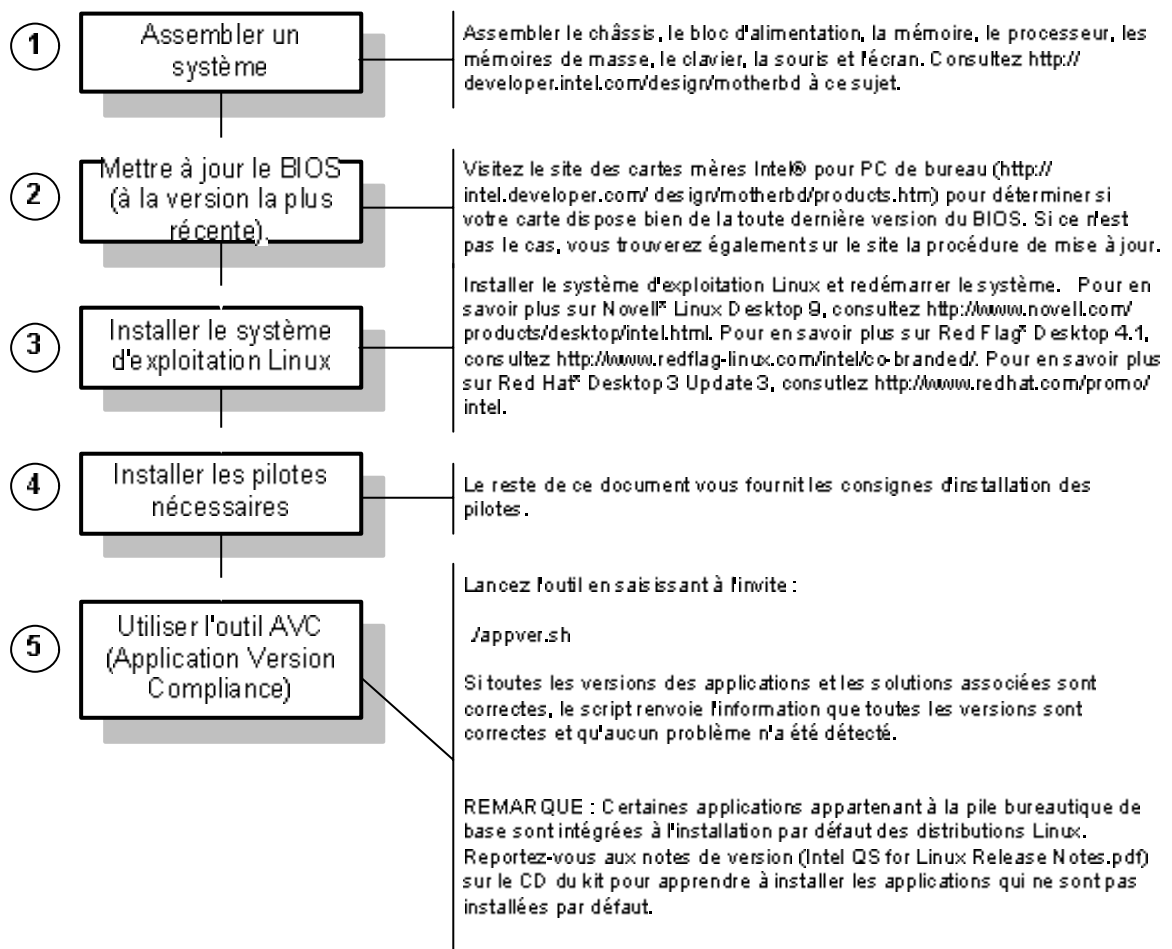 1
Assembler un
système
Assembler le châssis, le bloc d'alimentation, la mémoire, le processeur, les
mémoires de masse, le clavier, la souris et l'écran. Consultez http://
developer.intel.com/design/motherbd à ce sujet.
2
Mettre à jour le BIOS
(à la version la plus
récente).
Visitez le site des cartes mères Intel® pour PC de bureau (http://
intel.developer.com/ design/motherbd/products.htm) pour déterminer si
votre carte dispose bien de la toute dernière version du BIOS. Si ce n'est
pas le cas, vous trouverez également sur le site la procédure de mise à jour.
3
Installer le système
d'exploitation Linux
Installer le système d'exploitation Linux et redémarrer le système. Pour en
savoir plus sur Novell* Linux Desktop 9, consultez http://www.novell.com/
products/desktop/intel.html. Pour en savoir plus sur Red Flag* Desktop 4.1,
consultez http://www.redflag-linux.com/intel/co-branded/. Pour en savoir plus
sur Red Hat* Desktop 3 Update 3, consutlez http://www.redhat.com/promo/
intel.
4
Installer les pilotes
nécessaires
Le reste de ce document vous fournit les consignes d'installation des
pilotes.
5
Utiliser l'outil AVC
(Application Version
Compliance)
Lancez l'outil en saisissant à l'invite :
./appver.sh
Si toutes les versions des applications et les solutions associées sont
correctes, le script renvoie l'information que toutes les versions sont
correctes et qu'aucun problème n'a été détecté.
REMARQUE : Certaines applications appartenant à la pile bureautique de
base sont intégrées à l'installation par défaut des distributions Linux.
Reportez-vous aux notes de version (Intel QS for Linux Release Notes.pdf)
sur le CD du kit pour apprendre à installer les applications qui ne sont pas
installées par défaut.